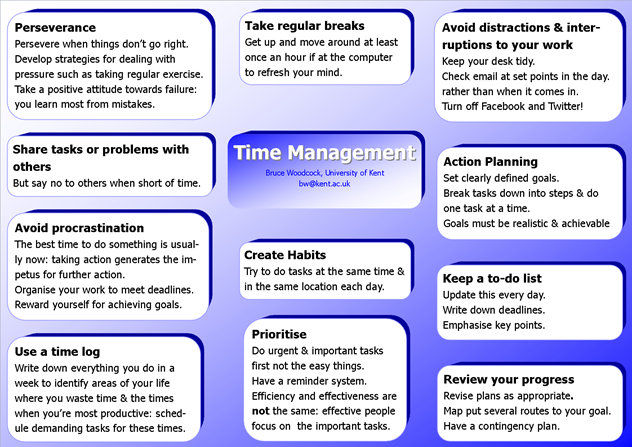 Perseverance
Persevere when things don't go right.
Develop strategies for dealing with
pressure such as taking regular exercise.
Take a positive attitude towards failure:
you learn most from mistakes.
Take regular breaks
Get up and move around at least
once an hour if at the computer
to refresh your mind.
Avoid distractions & inter-
ruptions to your work
Keep your desk tidy.
Check email at set points in the day.
rather than when it comes in.
Turn off Facebook and Twitter!
Share tasks or problems with
others
But say no to others when short of time.
Time Management
Bruce Woodcock, University of Kent
bw@kent.ac.uk
Action Planning
Set clearly defined goals.
Break tasks down into steps & do
one task at a time.
Goals must be realistic & achievable
Avoid procrastination
The best time to do something is usual-
ly now: taking action generates the im-
petus for further action.
Organise your work to meet deadlines.
Reward yourself for achieving goals.
Create Habits
Try to do tasks at the same time &
in the same location each day.
Keep a to-do list
Update this every day.
Write down deadlines.
Emphasise key points.
Use a time log
Write down everything you do in a
week to identify areas of your life
where you waste time & the times
when you're most productive: sched-
ule demanding tasks for these times.
Prioritise
Do urgent & important tasks
first not the easy things.
Have a reminder system.
Efficiency and effectiveness are
not the same: effective people
focus on the important tasks.
Review your progress
Revise plans as appropriate.
Map put several routes to your goal.
Have a contingency plan.